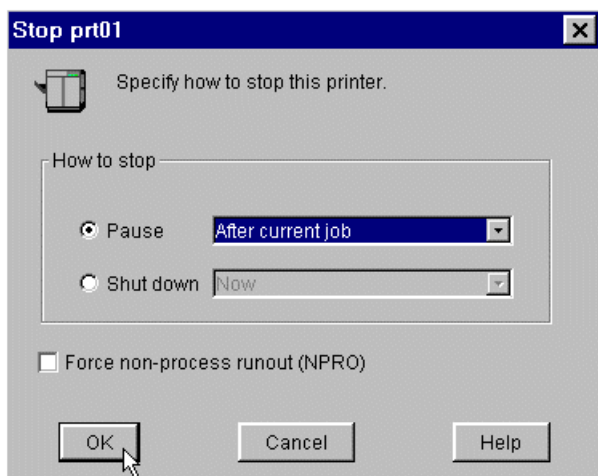 Stop prt01
Specify how to stop this printer.
How to stop
Pause After current job
Shut down Now
Force non-process runout (NPRO)
OK Cancel Help